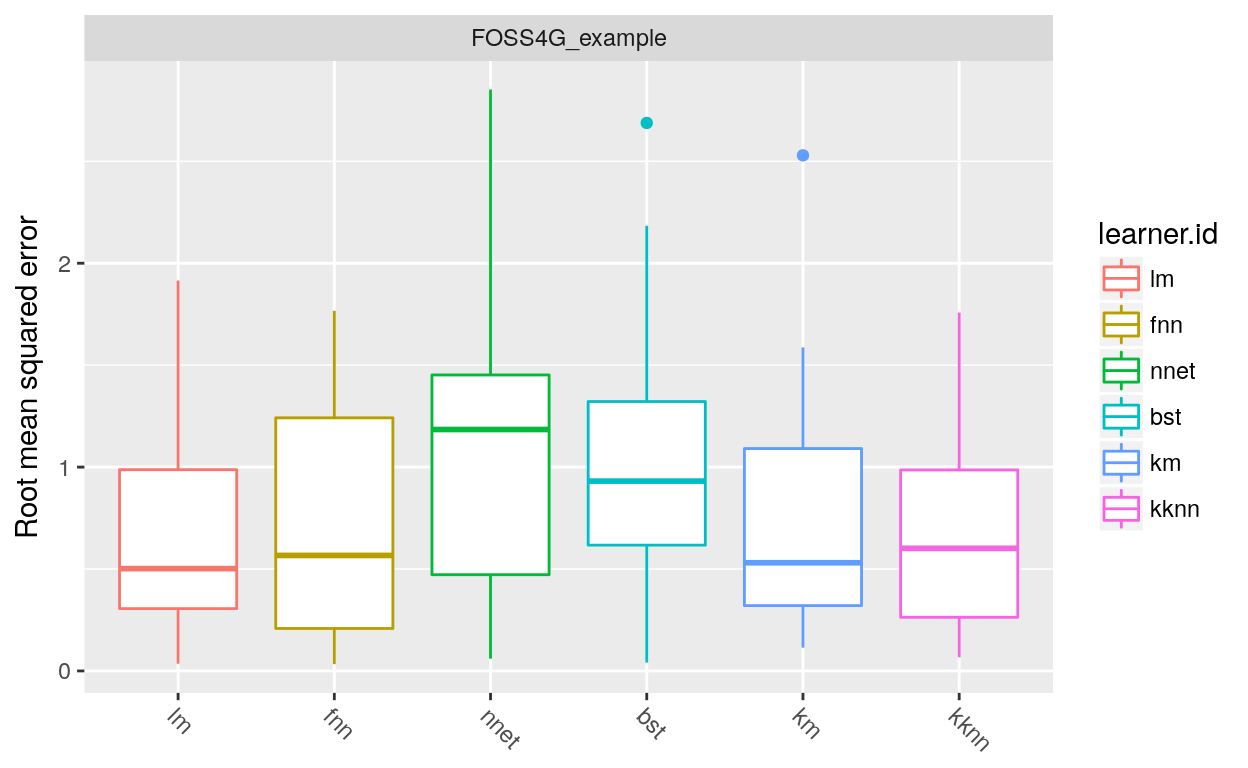 FOSS4G_example
Root mean squared error
2
1
0
lm
fnn
nnet
bst
km
kknn
learner.id
lm
fnn
nnet
bst
km
kknn